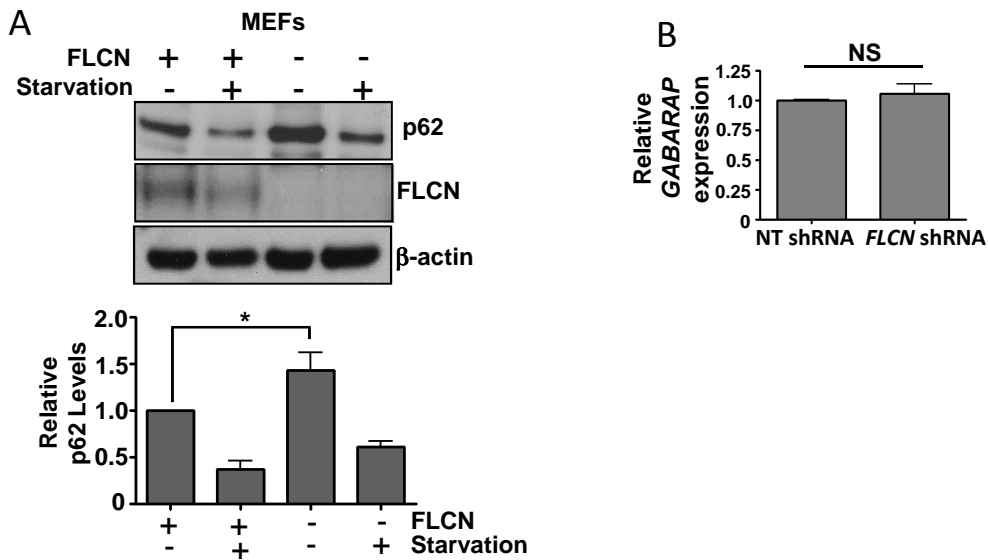 A
MEFs
FLCN + + - -
Starvation - + - +
p62
FLCN
β-actin
Relative
p62 Levels
2.0
1.5
1.0
0.5
0
*
+ + - - FLCN
- + - + Starvation
B
NS
Relative
GABARAP
expression
1.25
1.0
0.75
0.5
0.25
0
NT shRNA FLCN shRNA